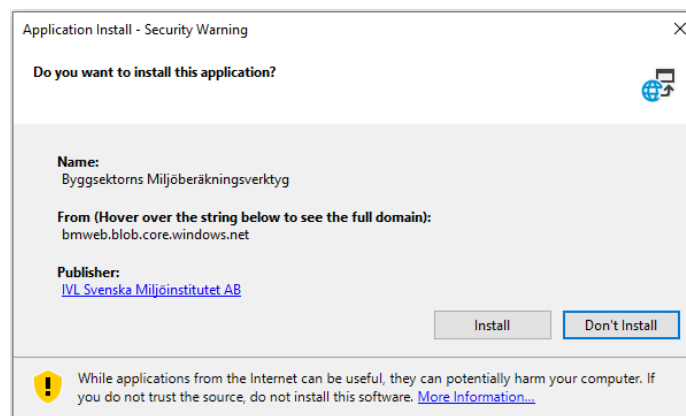 Application Install - Security Warning
Do you want to install this application?
Name:
Byggsektorns Miljöberäkningsverktyg
From (Hover over the string below to see the full domain):
bmweb.blob.core.windows.net
Publisher:
IVL Svenska Miljöinstitutet AB
Install
Don't Install
While applications from the Internet can be useful, they can potentially harm your computer. If
you do not trust the source, do not install this software. More Information...